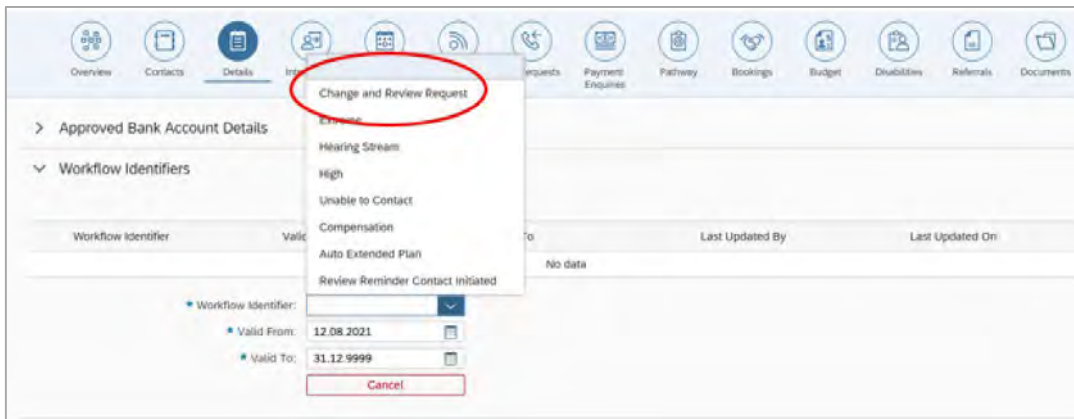 Overview Contacts Details equests Payment Enquiries Pathway Bookings Budget Disabilities Referrals Documents
Change and Review Request
Approved Bank Account Details
Extreme
Hearing Stream
Workflow Identifiers
High
Unable to Contact
Compensation
Workflow Identifier Valid To Last Updated By Last Updated On
Auto Extended Plan
No data
Review Reminder Contact Initiated
* Workflow Identifier:
* Valid From: 12.08.2021
* Valid To: 31.12.9999
Cancel